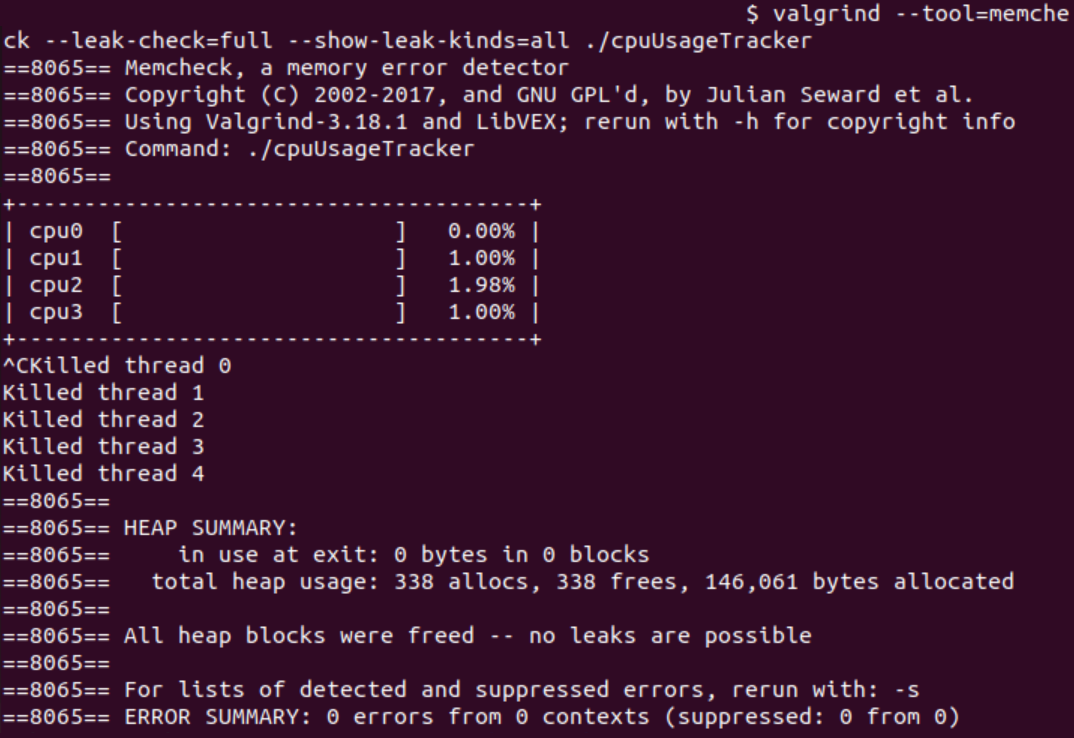 $ valgrind --tool=memche
ck --leak-check=full --show-leak-kinds=all ./cpuUsageTracker
==8065== Memcheck, a memory error detector
==8065== Copyright (C) 2002-2017, and GNU GPL'd, by Julian Seward et al.
==8065== Using Valgrind-3.18.1 and LibVEX; rerun with -h for copyright info
==8065== Command: ./cpuUsageTracker
==8065==
+--------------------------------------+
| cpu0  [                    ]   0.00% |
| cpu1  [                    ]   1.00% |
| cpu2  [                    ]   1.98% |
| cpu3  [                    ]   1.00% |
+--------------------------------------+
^CKilled thread 0
Killed thread 1
Killed thread 2
Killed thread 3
Killed thread 4
==8065==
==8065== HEAP SUMMARY:
==8065==     in use at exit: 0 bytes in 0 blocks
==8065==   total heap usage: 338 allocs, 338 frees, 146,061 bytes allocated
==8065==
==8065== All heap blocks were freed -- no leaks are possible
==8065==
==8065== For lists of detected and suppressed errors, rerun with: -s
==8065== ERROR SUMMARY: 0 errors from 0 contexts (suppressed: 0 from 0)